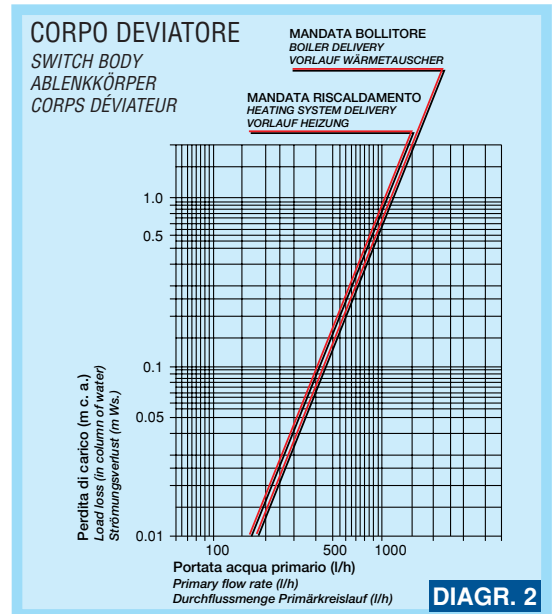 CORPO DEVIATORE
SWITCH BODY
ABLENKKÖRPER
CORPS DÉVIATEUR
MANDATA BOLLITORE
BOILER DELIVERY
VORLAUF WÄRMETAUSCHER
MANDATA RISCALDAMENTO
HEATING SYSTEM DELIVERY
VORLAUF HEIZUNG
1.0
0.5
0.1
0.05
0.01
Perdita di carico (m c. a.)
Load loss (in column of water)
Strömungsverlust (m Ws.)
100 500 1000
Portata acqua primario (l/h)
Primary flow rate (l/h)
Durchflussmenge Primärkreislauf (l/h)
DIAGR. 2